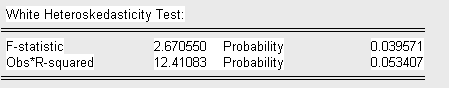 White Heteroskedasticity Test:
F-statistic 2.670550 Probability 0.039571
Obs*R-squared 12.41083 Probability 0.053407